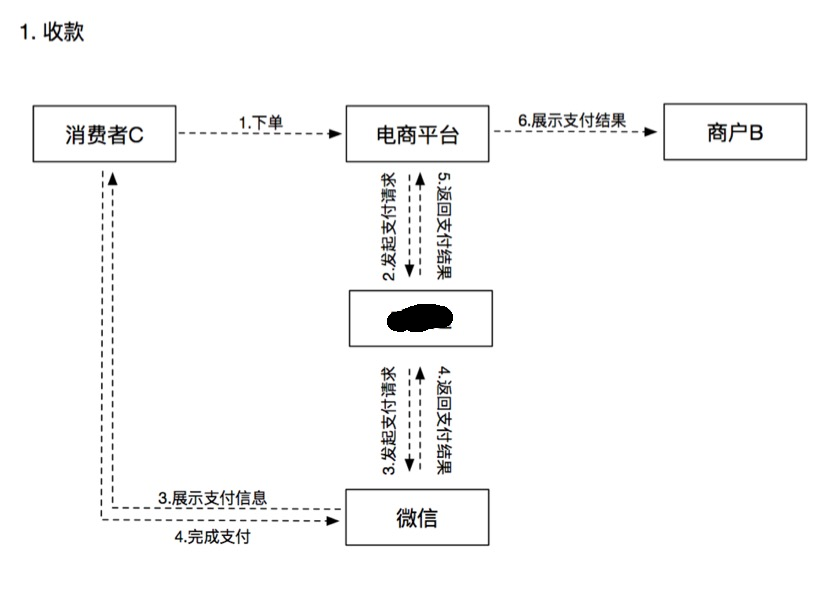 1. 收款
消费者C
1.下单
电商平台
6.展示支付结果
商户B
2.发起支付请求
5.返回支付结果
3.发起支付请求
4.返回支付结果
3.展示支付信息
微信
4.完成支付